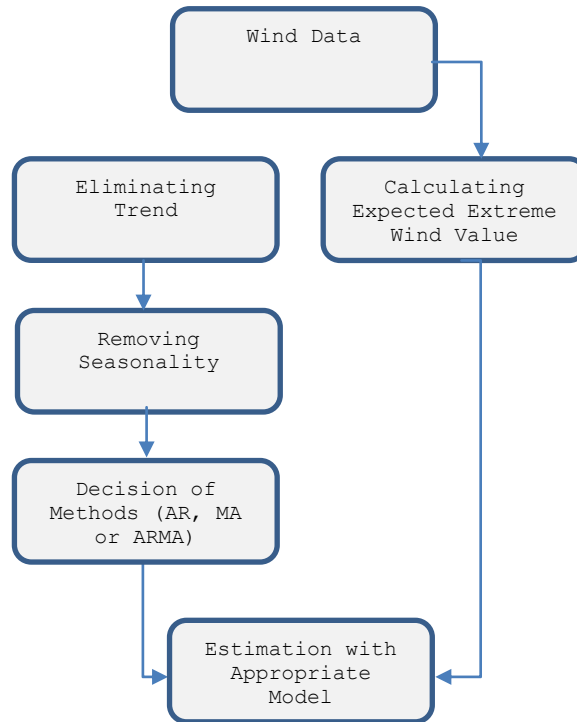 Wind Data
Eliminating
Trend
Calculating
Expected Extreme
Wind Value
Removing
Seasonality
Decision of
Methods (AR, MA
or ARMA)
Estimation with
Appropriate
Model